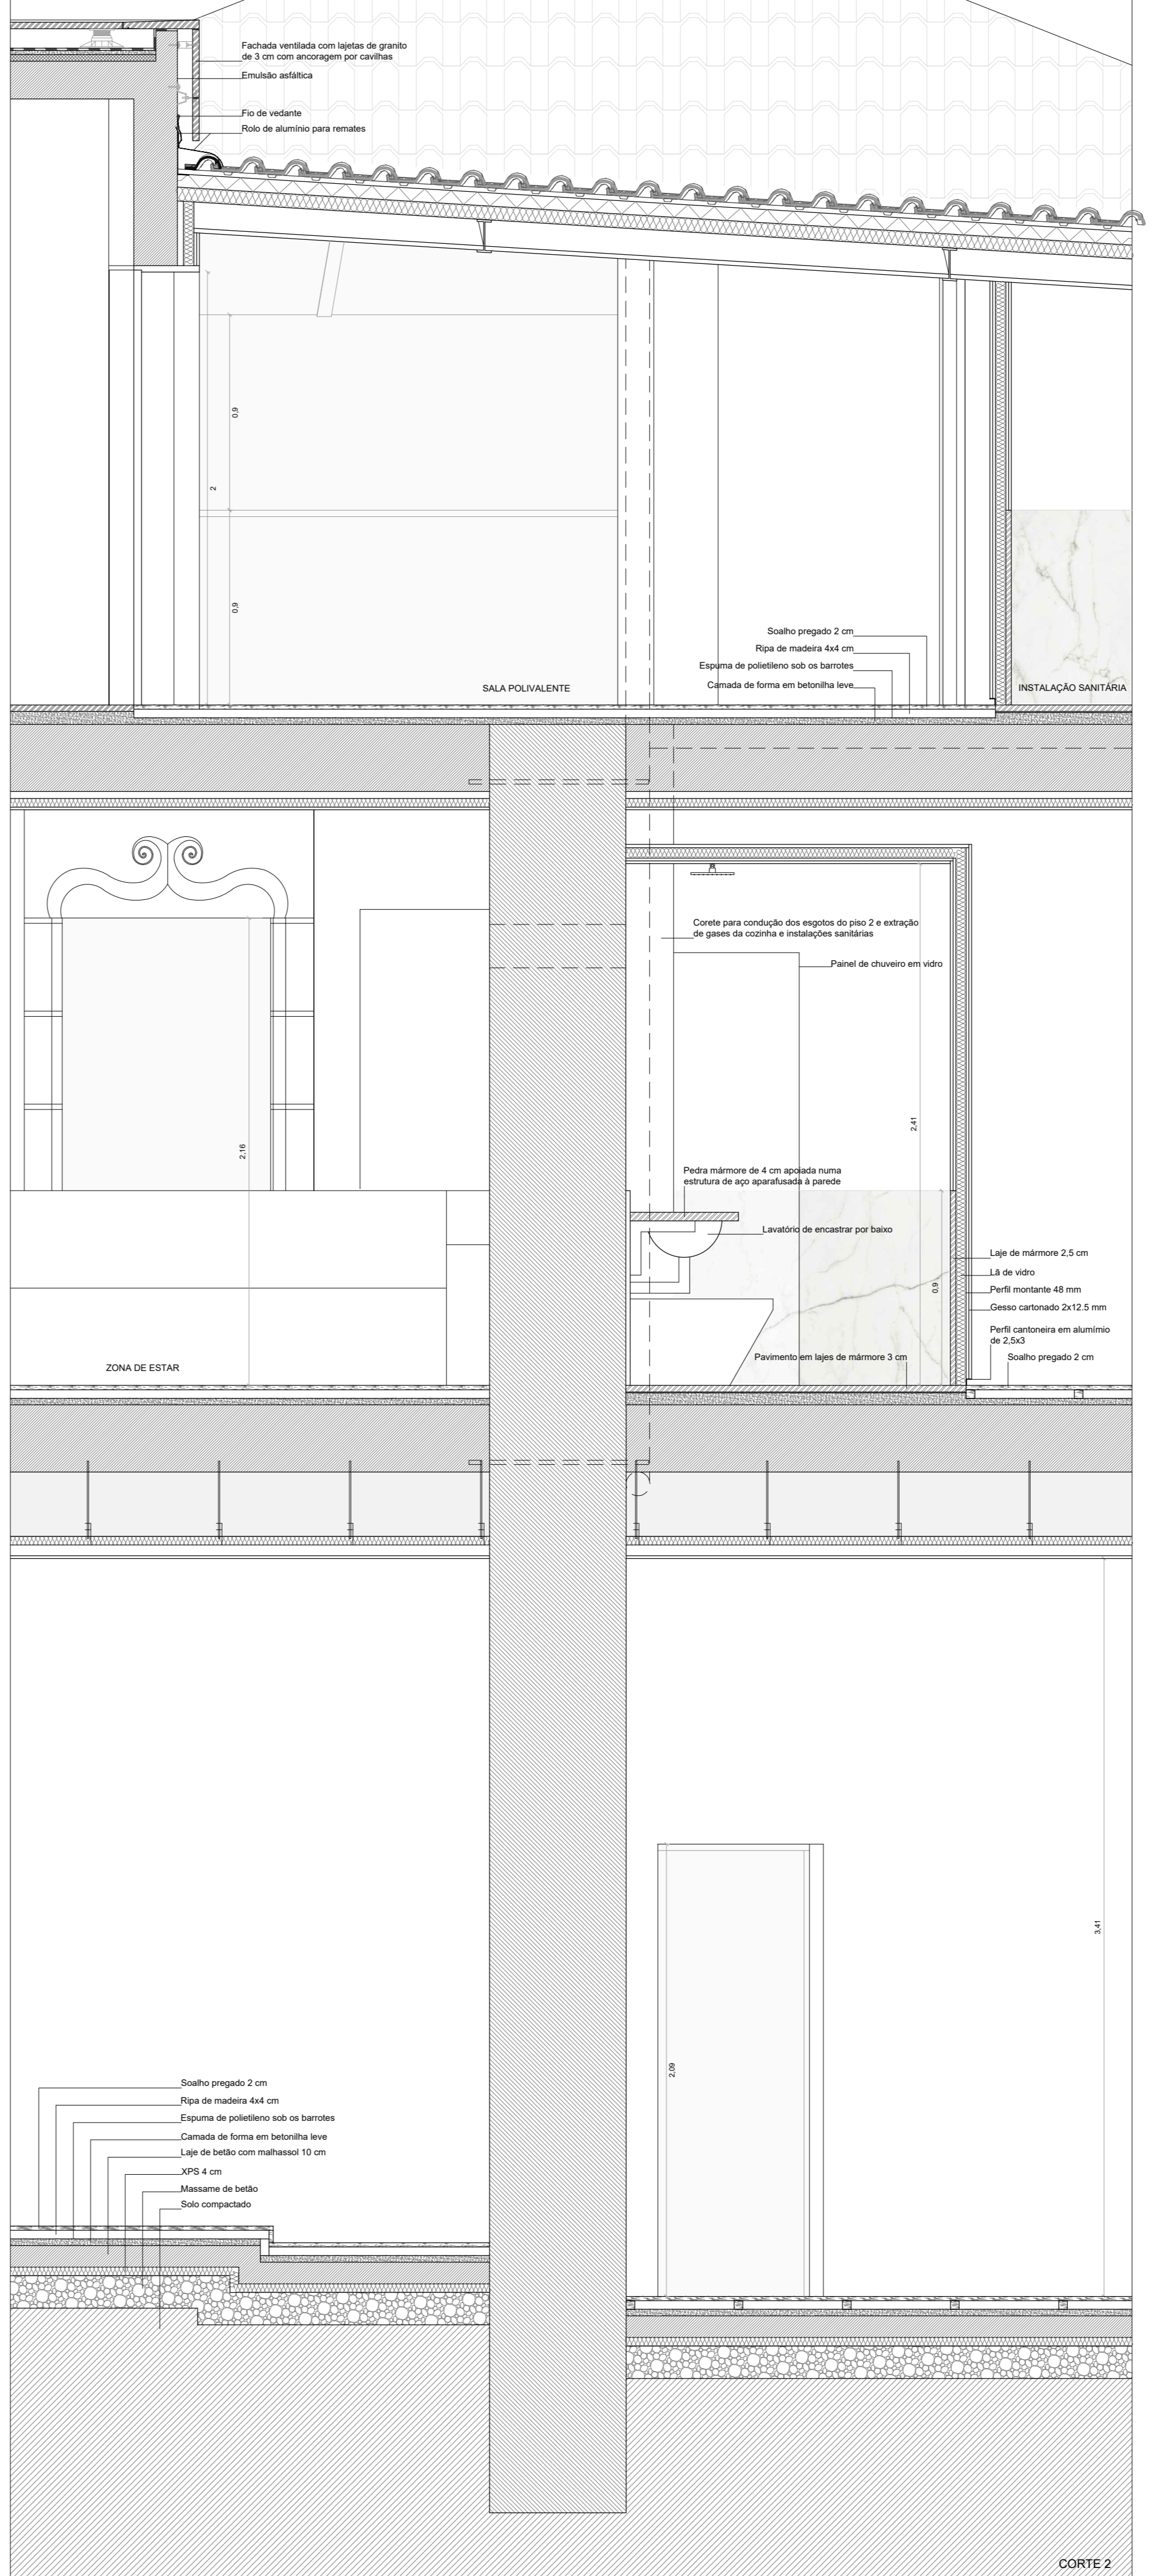 Fachada ventilada com lajetas de granito
de 3 cm com ancoragem por cavilhas
Emulsão asfáltica
Fio de vedante
Rolo de alumínio para remates
0,9
2
0,9
Soalho pregado 2 cm
Ripa de madeira 4x4 cm
Espuma de polietileno sob os barrotes
Camada de forma em betonilha leve
SALA POLIVALENTE
INSTALAÇÃO SANITÁRIA
Corete para condução dos esgotos do piso 2 e extração
de gases da cozinha e instalações sanitárias
Painel de chuveiro em vidro
2,41
2,16
Pedra mármore de 4 cm apoiada numa
estrutura de aço aparafusada à parede
Lavatório de encastrar por baixo
Laje de mármore 2,5 cm
Lã de vidro
0,9
Perfil montante 48 mm
Gesso cartonado 2x12.5 mm
Perfil cantoneira em alumímio
de 2,5x3
Pavimento em lajes de mármore 3 cm
Soalho pregado 2 cm
ZONA DE ESTAR
3,41
2,09
Soalho pregado 2 cm
Ripa de madeira 4x4 cm
Espuma de polietileno sob os barrotes
Camada de forma em betonilha leve
Laje de betão com malhassol 10 cm
XPS 4 cm
Massame de betão
Solo compactado
CORTE 2